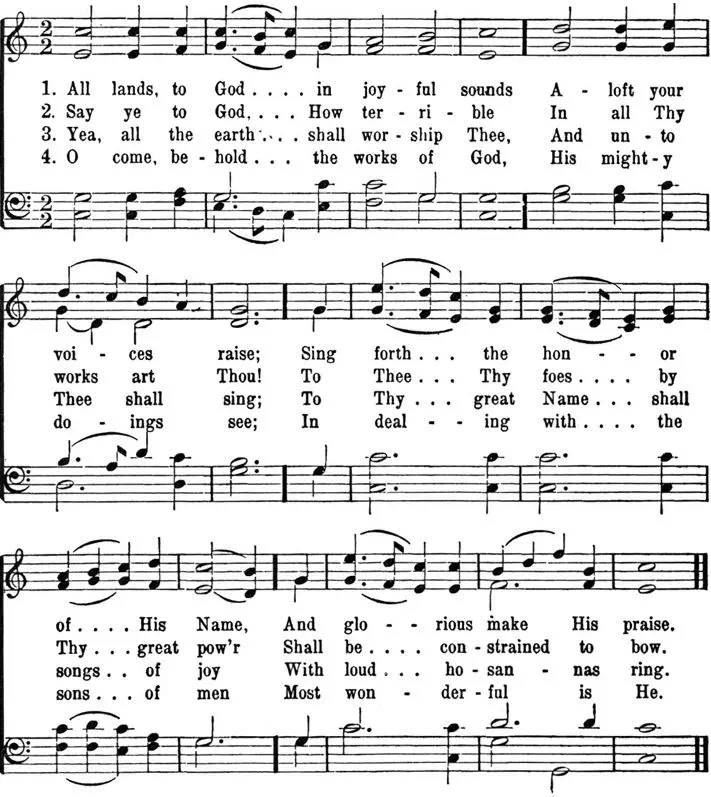 2
2
1. All lands, to God.... in joy - ful sounds A - loft your
2. Say ye to God,... How ter - ri - ble In all Thy
3. Yea, all the earth... shall wor - ship Thee, And un - to
4. O come, be - hold... the works of God, His might - y
2
2
voi - ces raise; Sing forth... the hon - - or
works art Thou! To Thee... Thy foes.... by
Thee shall sing; To Thy... great Name... shall
do - ings see; In deal - - ing with.... the
of.... His Name, And glo - - rious make His praise.
Thy... great pow'r Shall be.... con - strained to bow.
songs.. of joy With loud... ho - san - nas ring.
sons... of men Most won - der - ful is He.